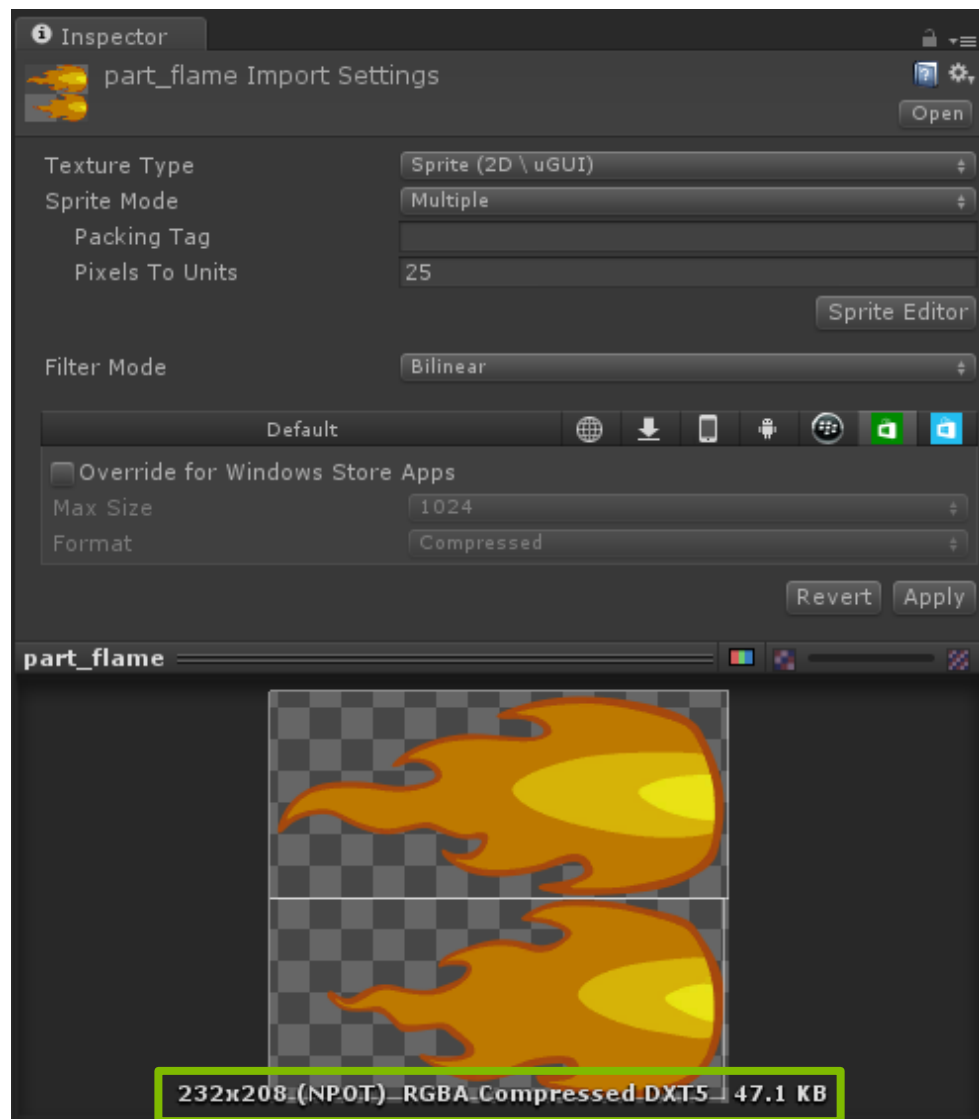 Inspector
part_flame Import Settings
Open
Texture Type Sprite (2D \ uGUI)
Sprite Mode Multiple
Packing Tag
Pixels To Units 25
Sprite Editor
Filter Mode Bilinear
Default
Override for Windows Store Apps
Max Size 1024
Format Compressed
Revert Apply
part_flame
232x208 (NPOT) RGBA Compressed DXT5 47.1 KB